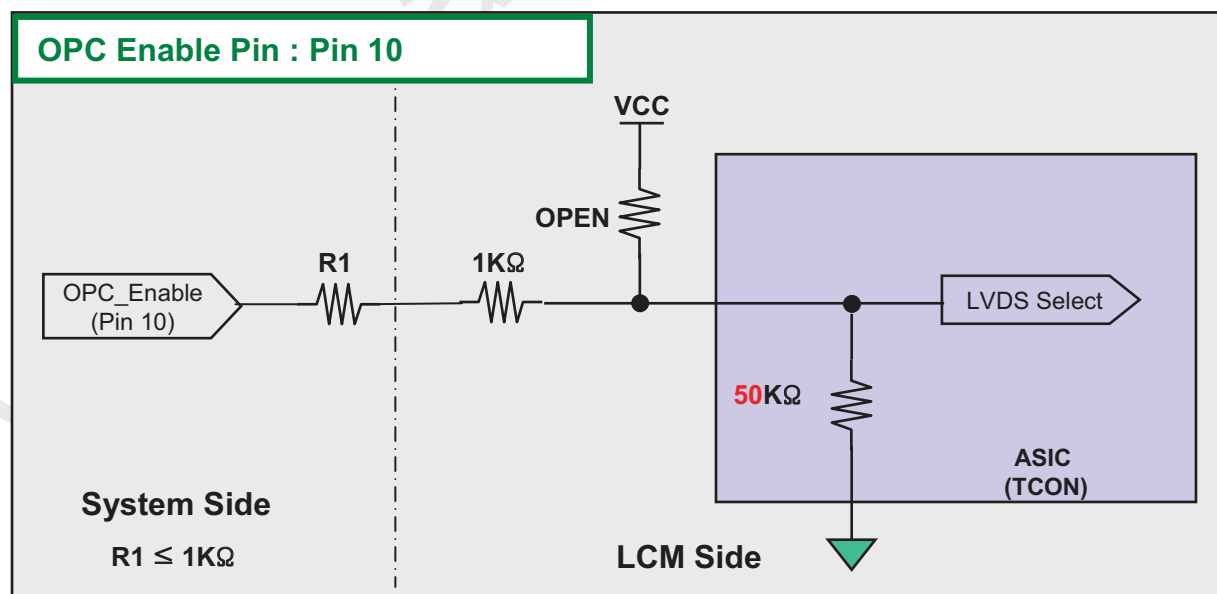 OPC Enable Pin : Pin 10
VCC
OPEN
R1
1KΩ
OPC_Enable
(Pin 10)
LVDS Select
50KΩ
ASIC
(TCON)
System Side
R1 ≤ 1KΩ
LCM Side